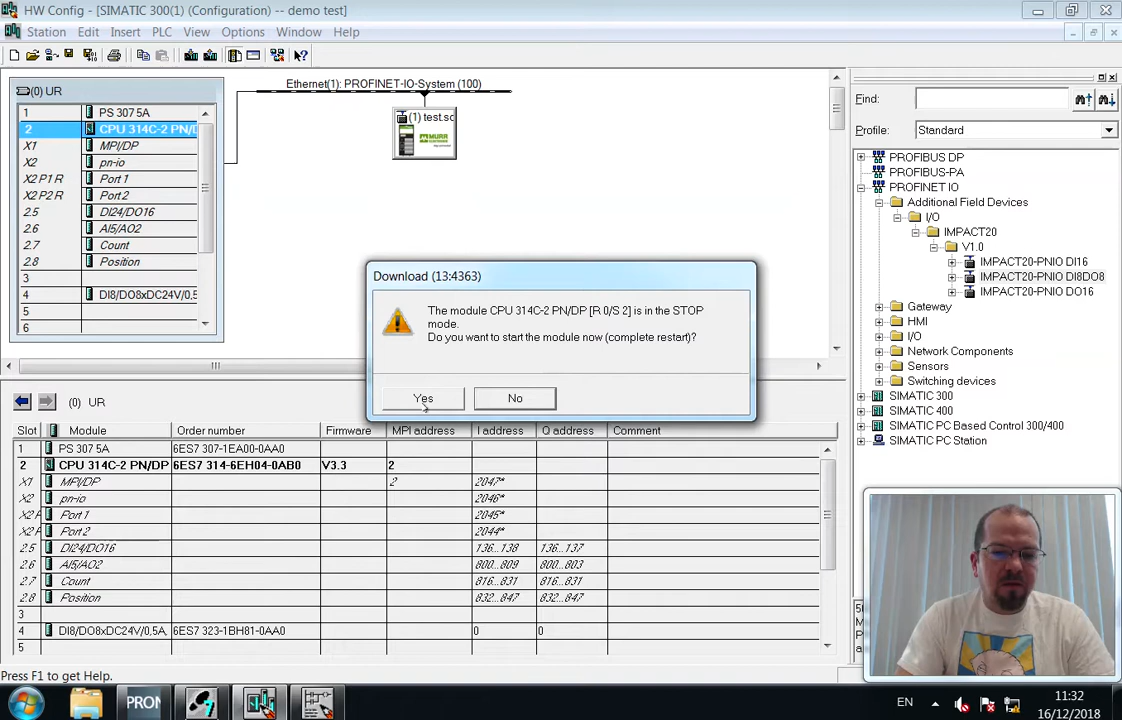 HW Config - [SIMATIC 300(1) (Configuration) -- demo test]
Station Edit Insert PLC View Options Window Help
(0) UR
1 PS 307 5A
2 CPU 314C-2 PN/D
X1 MPI/DP
X2 pn-io
X2 P1 R Port 1
X2 P2 R Port 2
2.5 DI24/DO16
2.6 AI5/AO2
2.7 Count
2.8 Position
3
4 DI8/DO8xDC24V/0,5
5
6
Ethernet(1): PROFINET-IO-System (100)
(1) test.sc
MURR
Find:
Profile: Standard
PROFIBUS DP
PROFIBUS-PA
PROFINET IO
Additional Field Devices
I/O
IMPACT20
V1.0
IMPACT20-PNIO DI16
IMPACT20-PNIO DI8DO8
IMPACT20-PNIO DO16
Gateway
HMI
I/O
Network Components
Sensors
Switching devices
SIMATIC 300
SIMATIC 400
SIMATIC PC Based Control 300/400
SIMATIC PC Station
Download (13:4363)
The module CPU 314C-2 PN/DP [R 0/S 2] is in the STOP
mode.
Do you want to start the module now (complete restart)?
Yes No
(0) UR
Slot Module Order number Firmware MPI address I address Q address Comment
1 PS 307 5A 6ES7 307-1EA00-0AA0
2 CPU 314C-2 PN/DP 6ES7 314-6EH04-0AB0 V3.3 2
X1 MPI/DP 2 2047*
X2 pn-io 2046*
X2 P Port 1 2045*
X2 P Port 2 2044*
2.5 DI24/DO16 136...138 136...137
2.6 AI5/AO2 800...809 800...803
2.7 Count 816...831 816...831
2.8 Position 832...847 832...847
3
4 DI8/DO8xDC24V/0,5A, 6ES7 323-1BH81-0AA0 0 0
5
Press F1 to get Help.
PRON
EN
11:32
16/12/2018